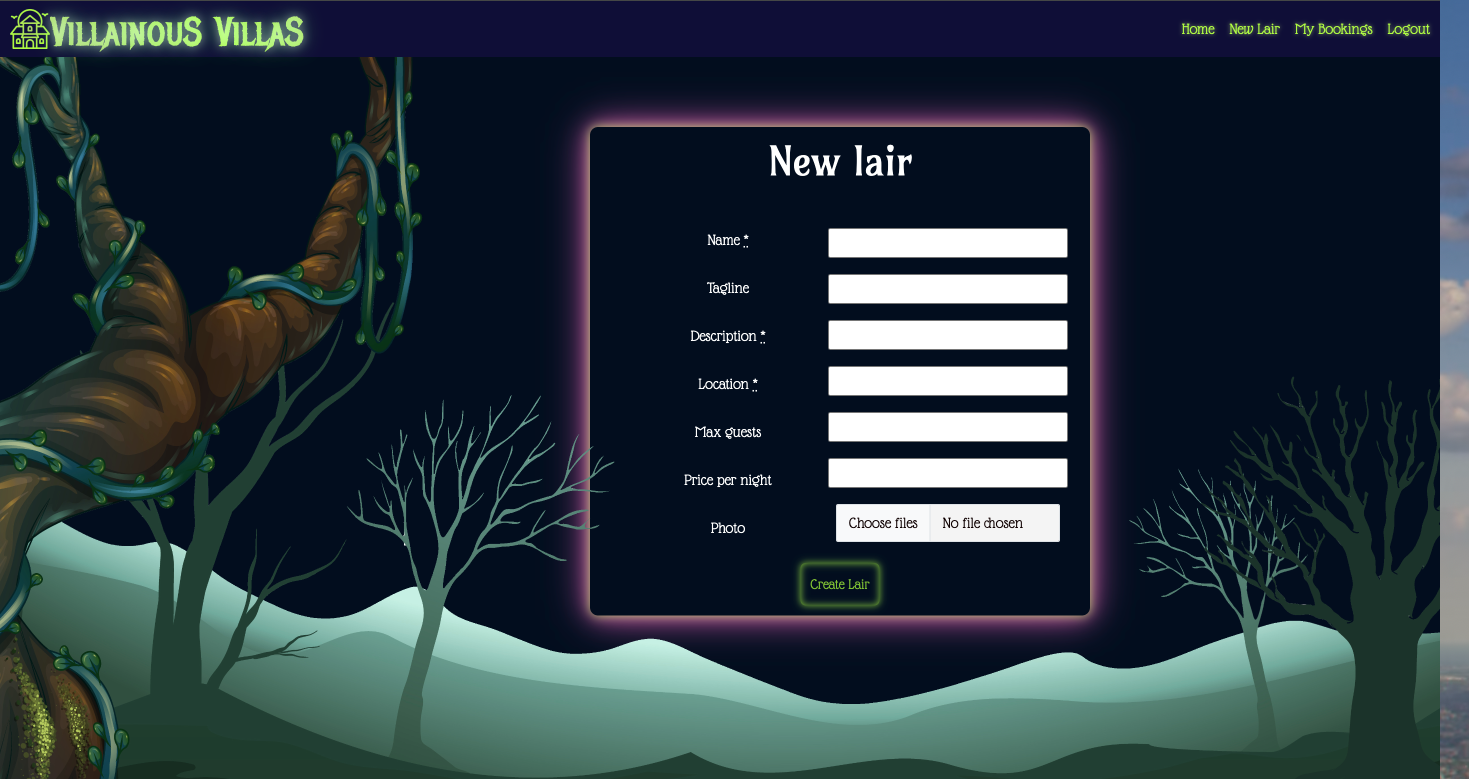 VILLAINOUS VILLAS
Home New Lair My Bookings Logout
New lair
Name *
Tagline
Description *
Location *
Max guests
Price per night
Photo Choose files No file chosen
Create Lair